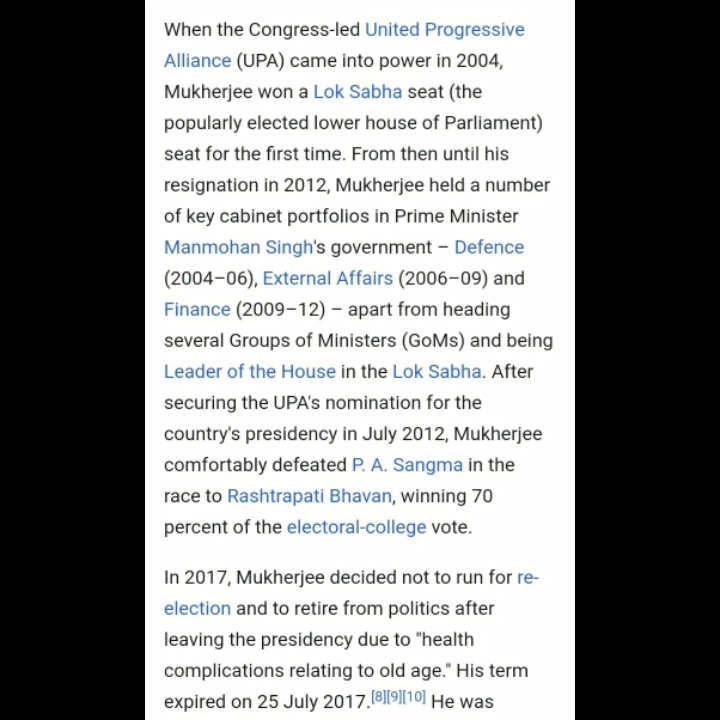 When the Congress-led United Progressive
Alliance (UPA) came into power in 2004,
Mukherjee won a Lok Sabha seat (the
popularly elected lower house of Parliament)
seat for the first time. From then until his
resignation in 2012, Mukherjee held a number
of key cabinet portfolios in Prime Minister
Manmohan Singh's government – Defence
(2004–06), External Affairs (2006–09) and
Finance (2009–12) – apart from heading
several Groups of Ministers (GoMs) and being
Leader of the House in the Lok Sabha. After
securing the UPA's nomination for the
country's presidency in July 2012, Mukherjee
comfortably defeated P. A. Sangma in the
race to Rashtrapati Bhavan, winning 70
percent of the electoral-college vote.
In 2017, Mukherjee decided not to run for re-
election and to retire from politics after
leaving the presidency due to "health
complications relating to old age." His term
expired on 25 July 2017.[8][9][10] He was